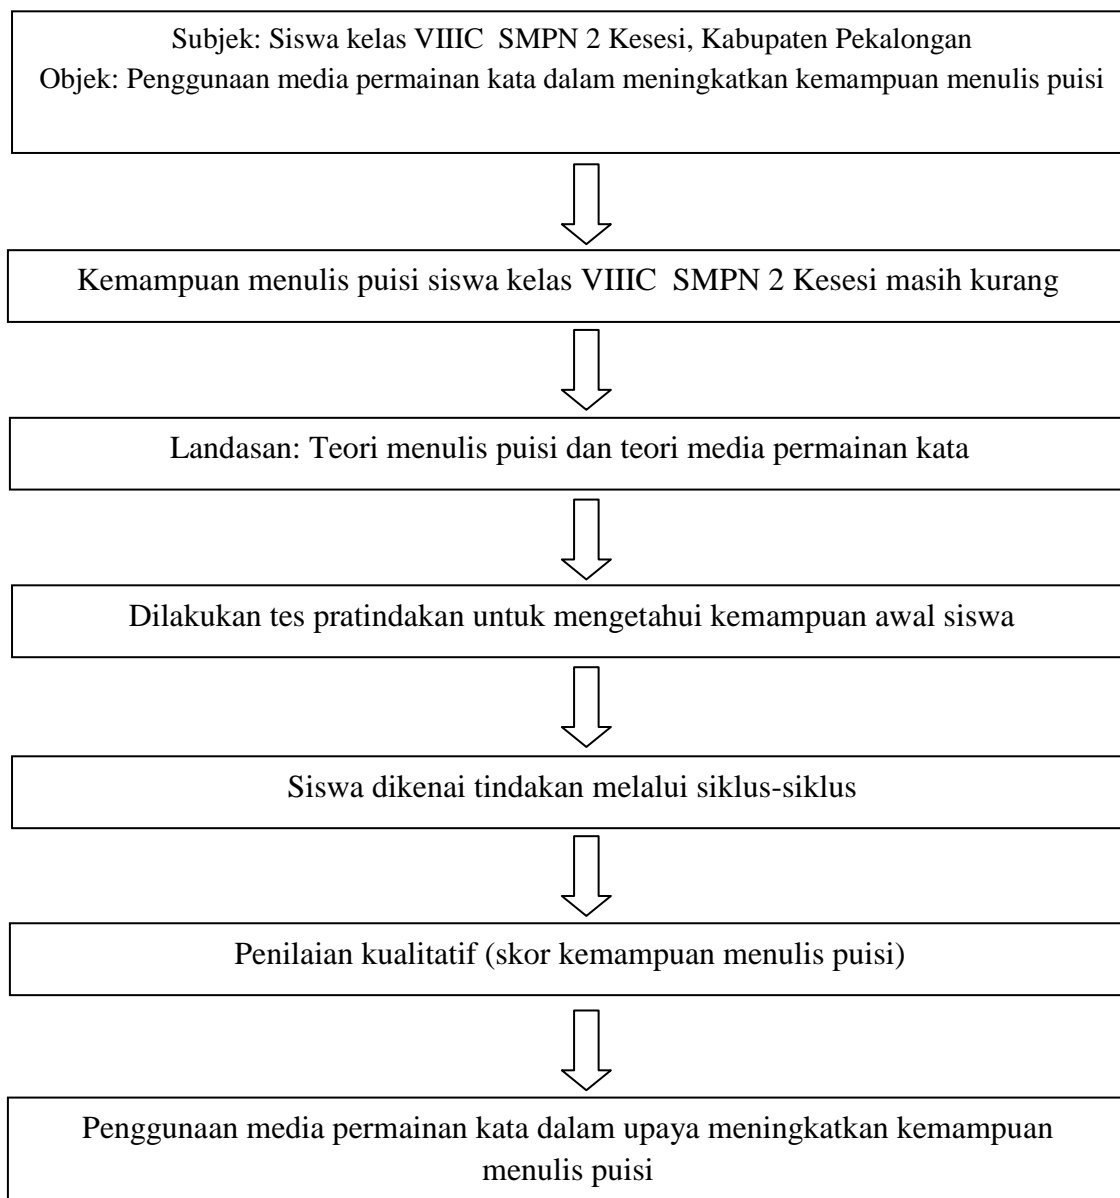 Subjek: Siswa kelas VIIIC  SMPN 2 Kesesi, Kabupaten Pekalongan
Objek: Penggunaan media permainan kata dalam meningkatkan kemampuan menulis puisi
Kemampuan menulis puisi siswa kelas VIIIC  SMPN 2 Kesesi masih kurang
Landasan: Teori menulis puisi dan teori media permainan kata
Dilakukan tes pratindakan untuk mengetahui kemampuan awal siswa
Siswa dikenai tindakan melalui siklus-siklus
Penilaian kualitatif (skor kemampuan menulis puisi)
Penggunaan media permainan kata dalam upaya meningkatkan kemampuan
menulis puisi